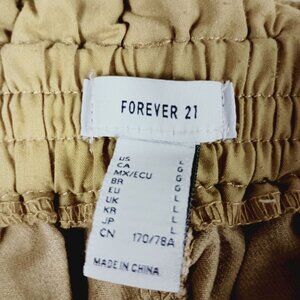 FOREVER 21
US L
CA G
MX/ECU G
BR G
EU L
UK L
KR L
JP L
CN 170/78A
MADE IN CHINA